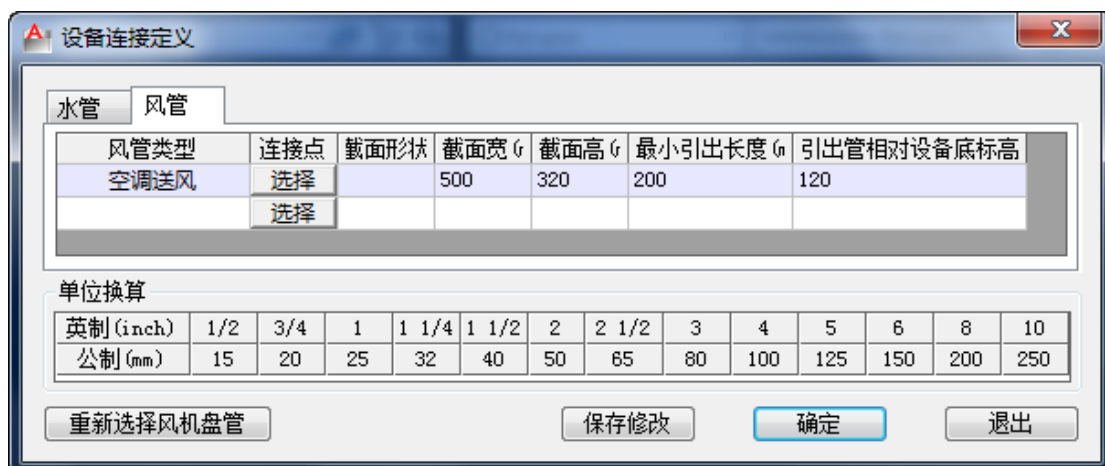 设备连接定义
水管 风管
风管类型 连接点 截面形状 截面宽( 截面高( 最小引出长度( 引出管相对设备底标高
空调送风 选择 500 320 200 120
选择
单位换算
英制(inch) 1/2 3/4 1 1 1/4 1 1/2 2 2 1/2 3 4 5 6 8 10
公制(mm) 15 20 25 32 40 50 65 80 100 125 150 200 250
重新选择风机盘管 保存修改 确定 退出